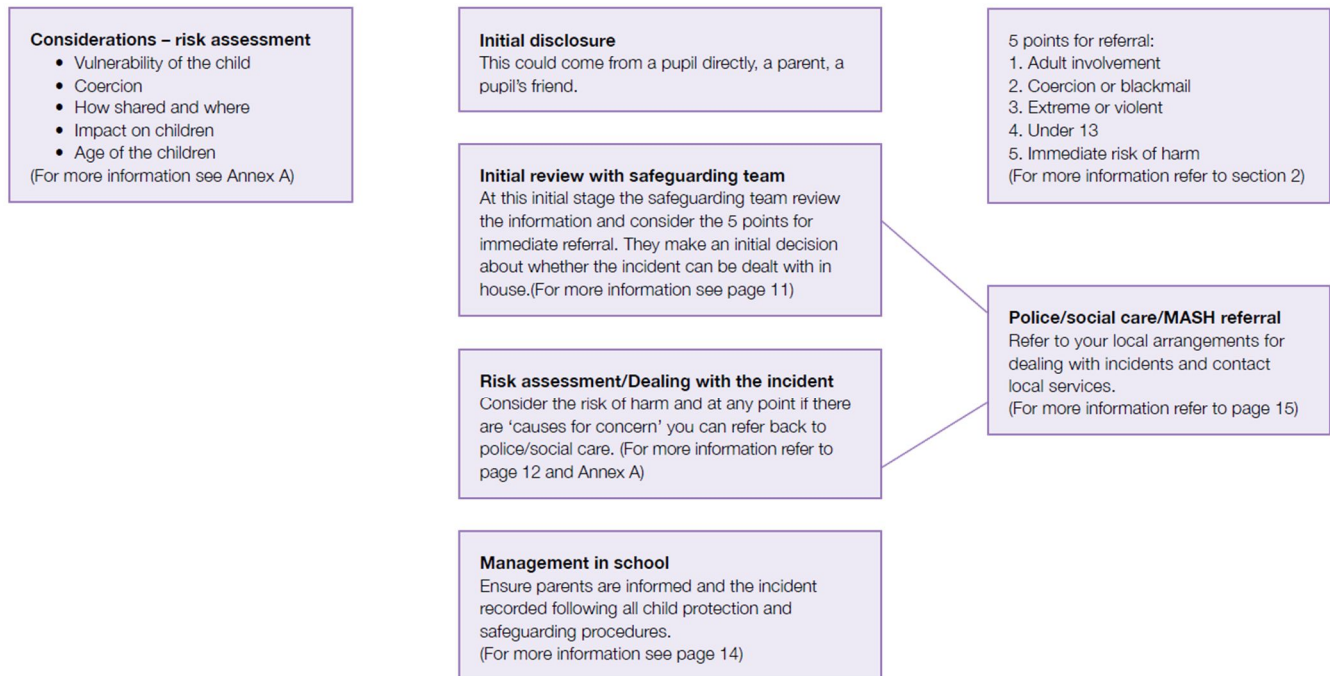 Considerations – risk assessment
• Vulnerability of the child
• Coercion
• How shared and where
• Impact on children
• Age of the children
(For more information see Annex A)
Initial disclosure
This could come from a pupil directly, a parent, a
pupil's friend.
Initial review with safeguarding team
At this initial stage the safeguarding team review
the information and consider the 5 points for
immediate referral. They make an initial decision
about whether the incident can be dealt with in
house.(For more information see page 11)
Risk assessment/Dealing with the incident
Consider the risk of harm and at any point if there
are 'causes for concern' you can refer back to
police/social care. (For more information refer to
page 12 and Annex A)
Management in school
Ensure parents are informed and the incident
recorded following all child protection and
safeguarding procedures.
(For more information see page 14)
5 points for referral:
1. Adult involvement
2. Coercion or blackmail
3. Extreme or violent
4. Under 13
5. Immediate risk of harm
(For more information refer to section 2)
Police/social care/MASH referral
Refer to your local arrangements for
dealing with incidents and contact
local services.
(For more information refer to page 15)